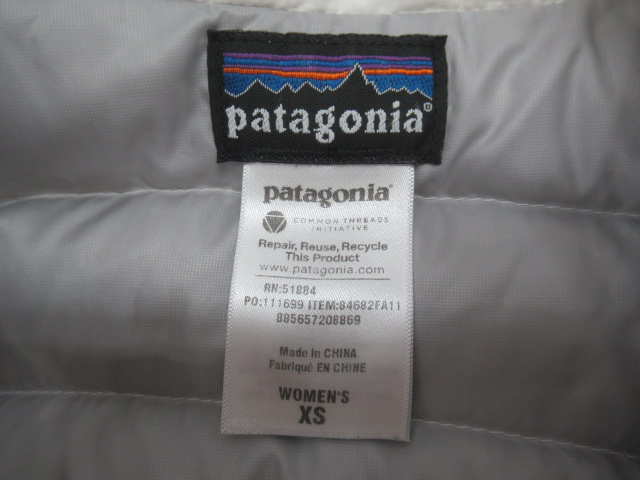 patagonia®
patagonia®
COMMON THREADS
INITIATIVE
Repair, Reuse, Recycle
This Product
www.patagonia.com
RN:51884
PO:111699 ITEM:84682FA11
885657208869
Made in CHINA
Fabriqué EN CHINE
WOMEN'S
XS